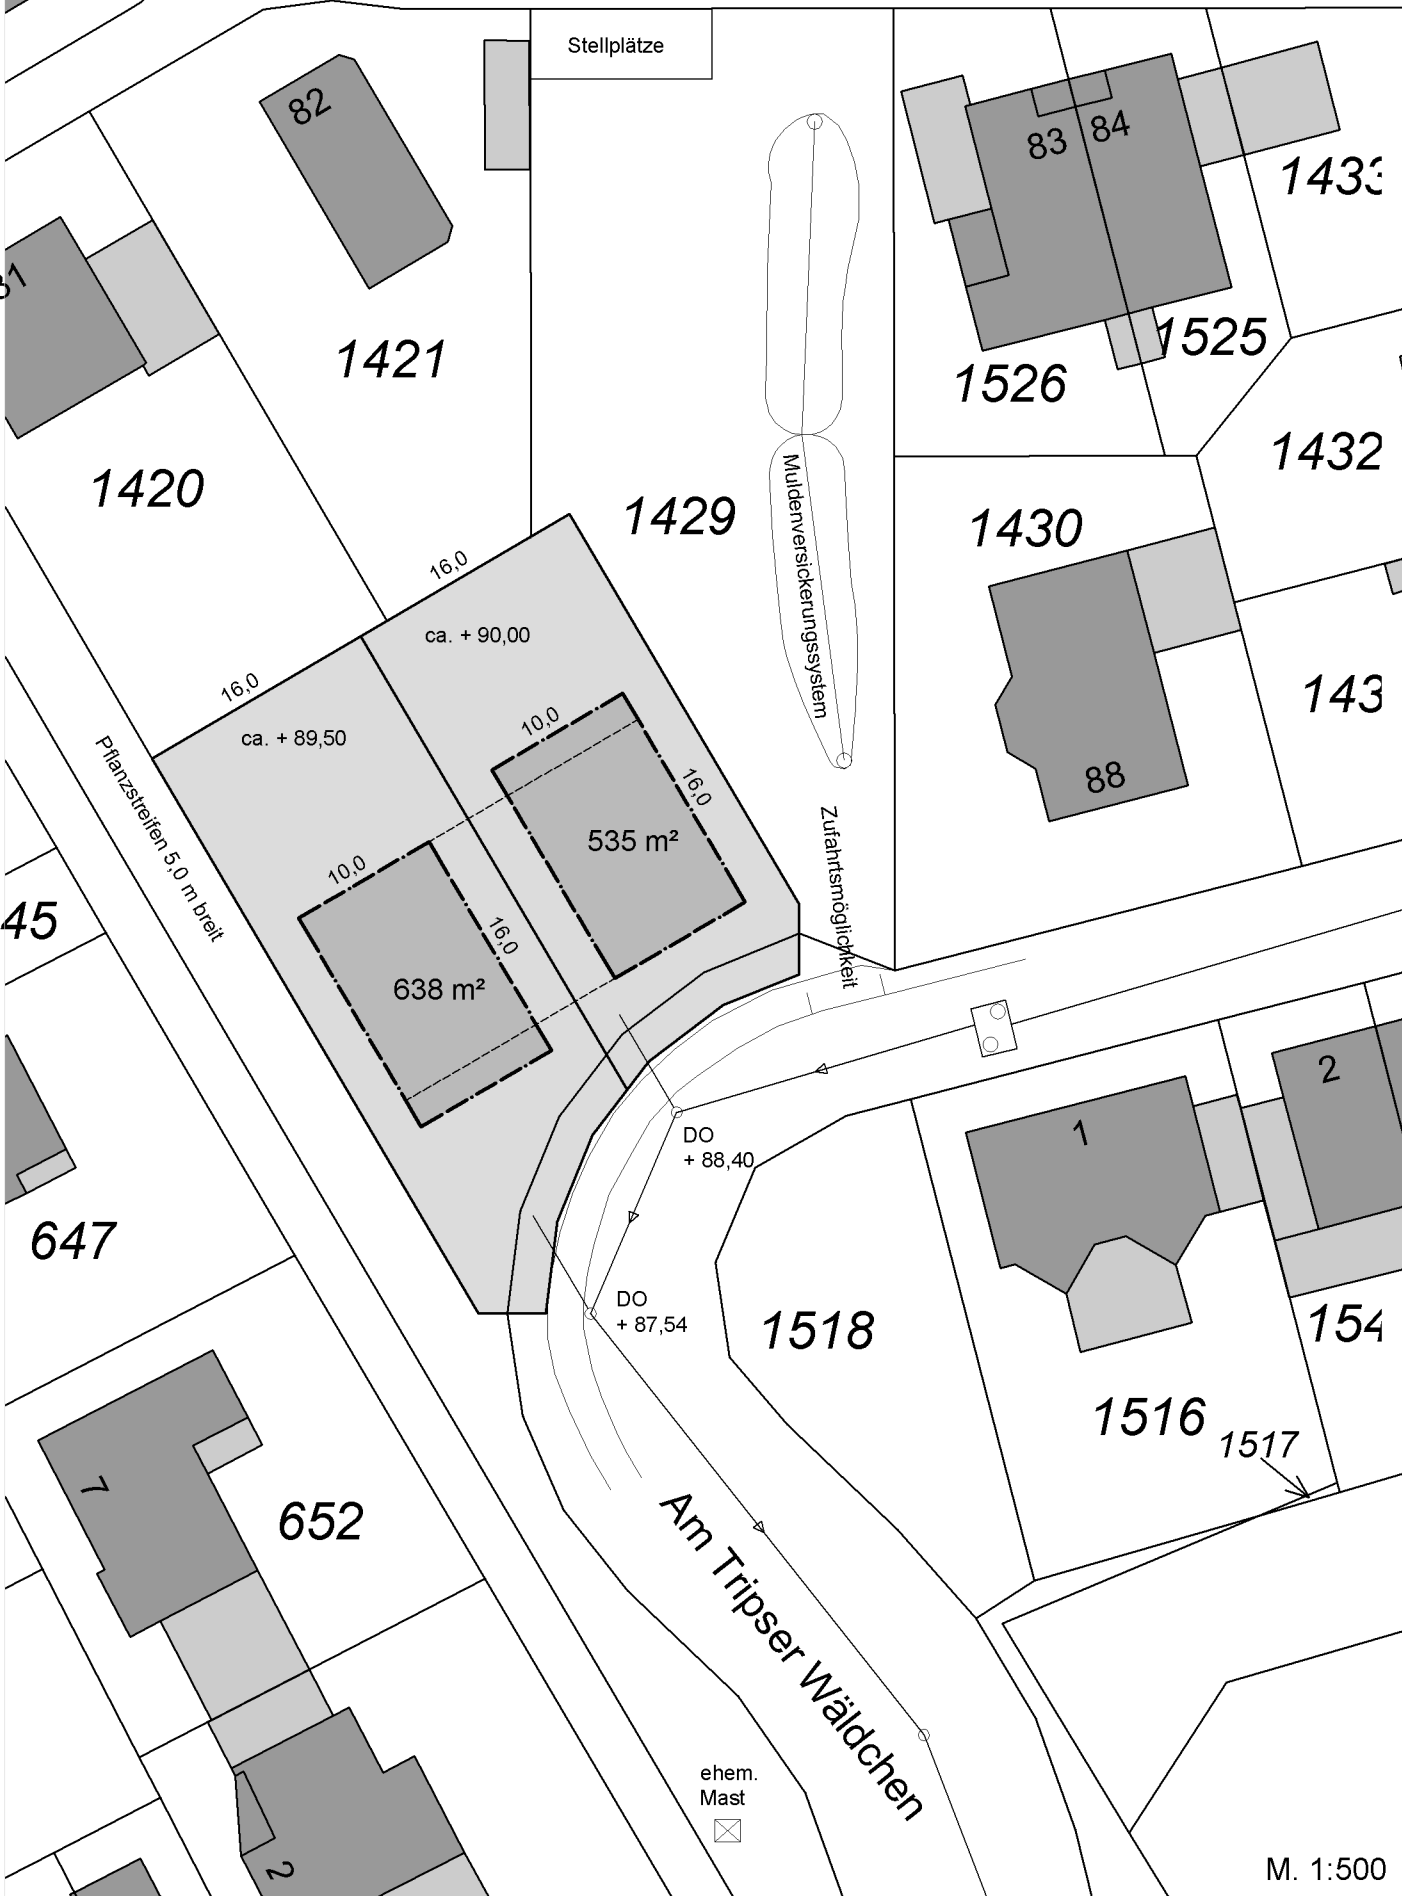 Stellplätze
82
83
84
1433
1421
1526
1525
1420
1432
1429
1430
Muldenversickerungssystem
16,0
ca. + 90,00
16,0
ca. + 89,50
10,0
16,0
88
Pflanzstreifen 5,0 m breit
535 m²
Zufahrtsmöglichkeit
10,0
16,0
638 m²
45
2
1
DO
+ 88,40
647
DO
+ 87,54
1518
154
1516
1517
7
652
Am Tripser Wäldchen
ehem.
Mast
2
M. 1:500